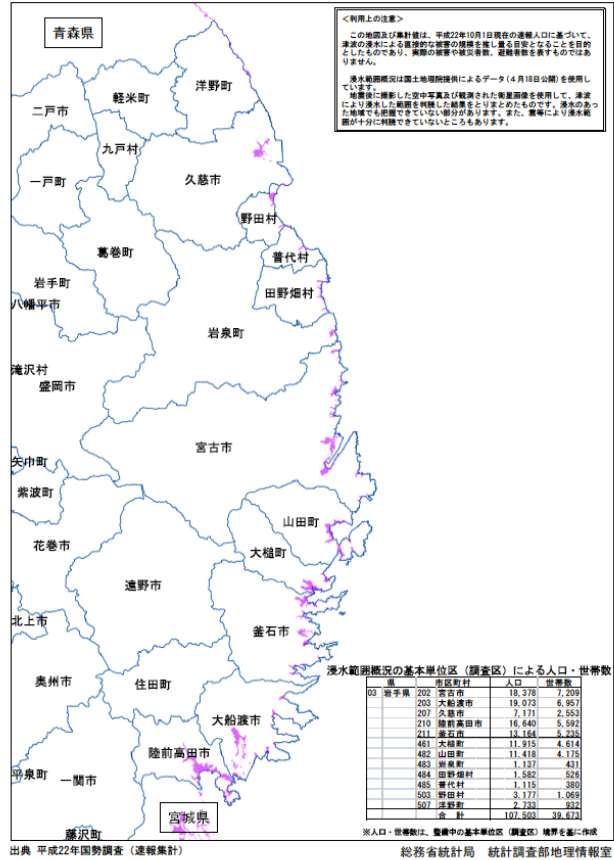 青森県
＜利用上の注意＞
この地図及び集計値は、平成22年10月1日現在の速報人口に基づいて、
津波の浸水による直接的な被害の規模を推し量る目安となることを目的
としたものであり、実際の被害や被災者数、避難者数を表すものではあ
りません。
浸水範囲概況は国土地理院提供によるデータ（４月18日公開）を使用し
ています。
地震後に撮影した空中写真及び観測された衛星画像を使用して、津波
により浸水した範囲を判読した結果をとりまとめたものです。浸水のあっ
た地域でも把握できていない部分があります。また、雲等により浸水範
囲が十分に判読できていないところもあります。
洋野町
軽米町
二戸市
九戸村
一戸町
久慈市
野田村
葛巻町
普代村
岩手町
田野畑村
八幡平市
岩泉町
滝沢村
盛岡市
宮古市
矢巾町
紫波町
山田町
花巻市
大槌町
遠野市
北上市
釜石市
奥州市
住田町
大船渡市
陸前高田市
平泉町
一関市
宮城県
藤沢町
浸水範囲概況の基本単位区（調査区）による人口・世帯数
県 市区町村 人口 世帯数
03 岩手県 202 宮古市 18,378 7,209
203 大船渡市 19,073 6,957
207 久慈市 7,171 2,553
210 陸前高田市 16,640 5,592
211 釜石市 13,164 5,235
461 大槌町 11,915 4,614
482 山田町 11,418 4,175
483 岩泉町 1,137 431
484 田野畑村 1,582 526
485 普代村 1,115 380
503 野田村 3,177 1,069
507 洋野町 2,733 932
合 計 107,503 39,673
※人口・世帯数は、整備中の基本単位区（調査区）境界を基に作成
出典 平成22年国勢調査（速報集計）
総務省統計局 統計調査部地理情報室